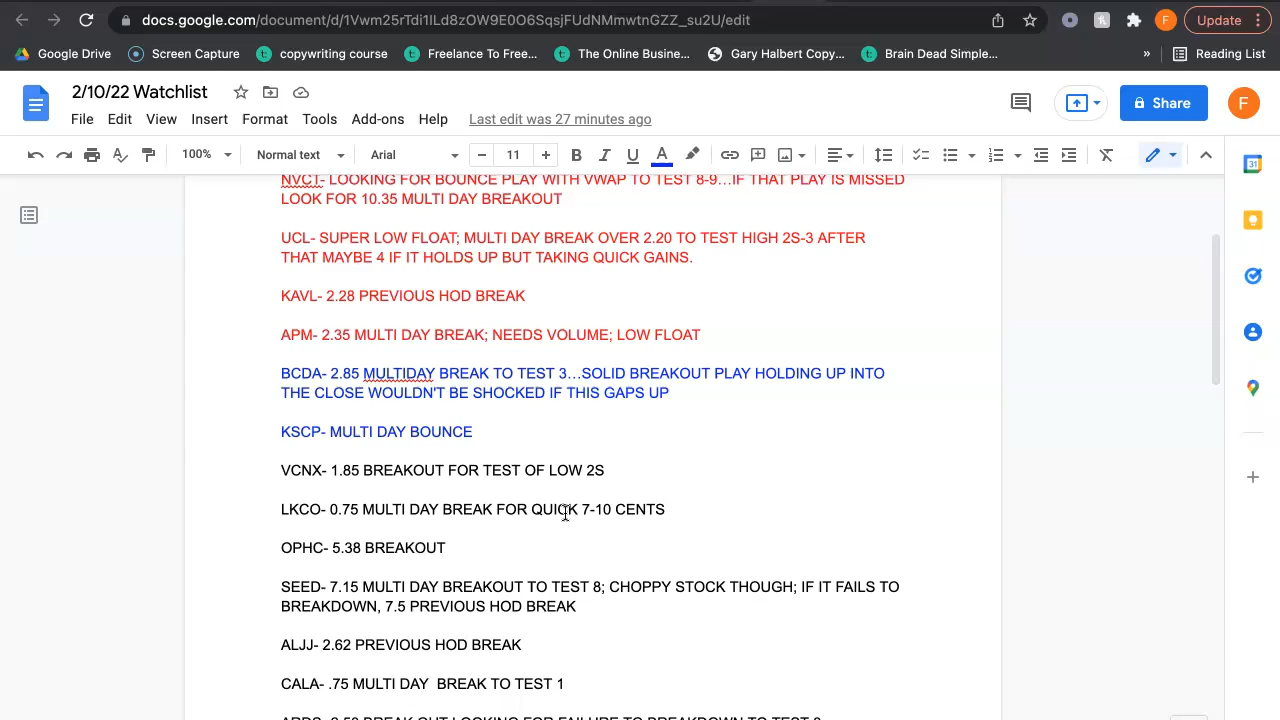 docs.google.com/document/d/1Vwm25rTdi1ILd8zOW9E0O6SqsjFUdNMmwtnGZZ_su2U/edit
F
Update
Google Drive
Screen Capture
copywriting course
Freelance To Free...
The Online Busine...
Gary Halbert Copy...
Brain Dead Simple...
»
Reading List
2/10/22 Watchlist
File Edit View Insert Format Tools Add-ons Help Last edit was 27 minutes ago
Share
F
100% Normal text Arial 11
NVCT- LOOKING FOR BOUNCE PLAY WITH VWAP TO TEST 8-9...IF THAT PLAY IS MISSED
LOOK FOR 10.35 MULTI DAY BREAKOUT
UCL- SUPER LOW FLOAT; MULTI DAY BREAK OVER 2.20 TO TEST HIGH 2S-3 AFTER
THAT MAYBE 4 IF IT HOLDS UP BUT TAKING QUICK GAINS.
KAVL- 2.28 PREVIOUS HOD BREAK
APM- 2.35 MULTI DAY BREAK; NEEDS VOLUME; LOW FLOAT
BCDA- 2.85 MULTIDAY BREAK TO TEST 3...SOLID BREAKOUT PLAY HOLDING UP INTO
THE CLOSE WOULDN'T BE SHOCKED IF THIS GAPS UP
KSCP- MULTI DAY BOUNCE
VCNX- 1.85 BREAKOUT FOR TEST OF LOW 2S
LKCO- 0.75 MULTI DAY BREAK FOR QUICK 7-10 CENTS
OPHC- 5.38 BREAKOUT
SEED- 7.15 MULTI DAY BREAKOUT TO TEST 8; CHOPPY STOCK THOUGH; IF IT FAILS TO
BREAKDOWN, 7.5 PREVIOUS HOD BREAK
ALJJ- 2.62 PREVIOUS HOD BREAK
CALA- .75 MULTI DAY  BREAK TO TEST 1